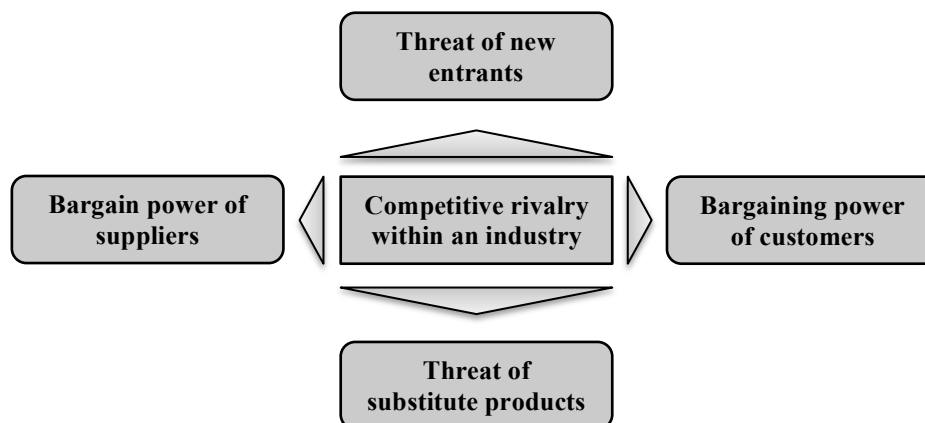 Threat of new
entrants
Bargain power of
suppliers
Competitive rivalry
within an industry
Bargaining power
of customers
Threat of
substitute products